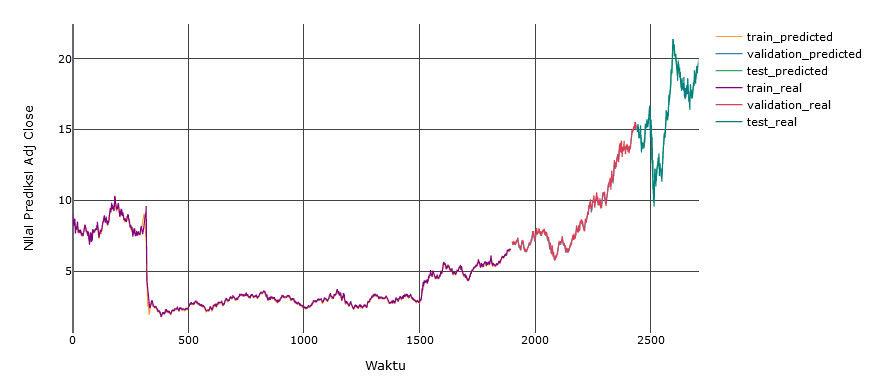 Nilai Prediksi Adj Close
20
15
10
5
0
0
500
1000
1500
2000
2500
Waktu
train_predicted
validation_predicted
test_predicted
train_real
validation_real
test_real